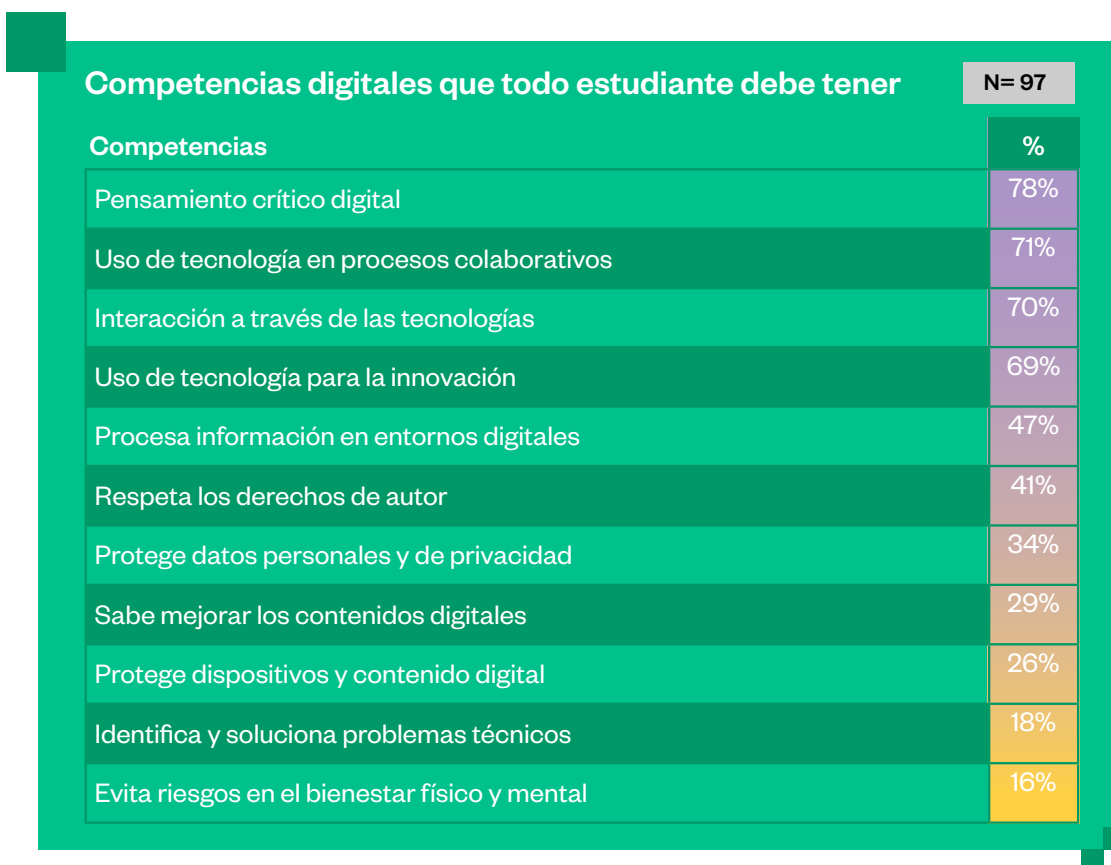 Competencias digitales que todo estudiante debe tener
N= 97
Competencias %
Pensamiento crítico digital 78%
Uso de tecnología en procesos colaborativos 71%
Interacción a través de las tecnologías 70%
Uso de tecnología para la innovación 69%
Procesa información en entornos digitales 47%
Respeta los derechos de autor 41%
Protege datos personales y de privacidad 34%
Sabe mejorar los contenidos digitales 29%
Protege dispositivos y contenido digital 26%
Identifica y soluciona problemas técnicos 18%
Evita riesgos en el bienestar físico y mental 16%